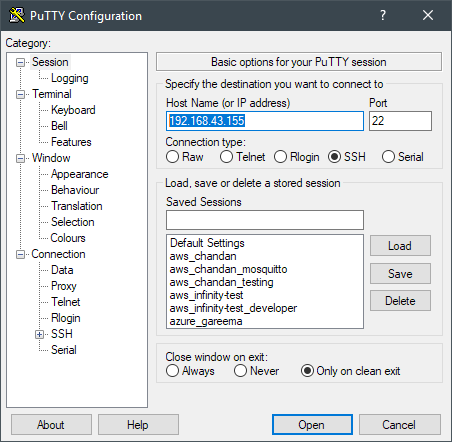 PuTTY Configuration
?
Category:
Session
Logging
Terminal
Keyboard
Bell
Features
Window
Appearance
Behaviour
Translation
Selection
Colours
Connection
Data
Proxy
Telnet
Rlogin
SSH
Serial
Basic options for your PuTTY session
Specify the destination you want to connect to
Host Name (or IP address) Port
192.168.43.155 22
Connection type:
Raw Telnet Rlogin SSH Serial
Load, save or delete a stored session
Saved Sessions
Default Settings
aws_chandan
aws_chandan_mosquitto
aws_chandan_testing
aws_infinity-test
aws_infinity-test_developer
azure_gareema
Load
Save
Delete
Close window on exit:
Always Never Only on clean exit
About Help Open Cancel